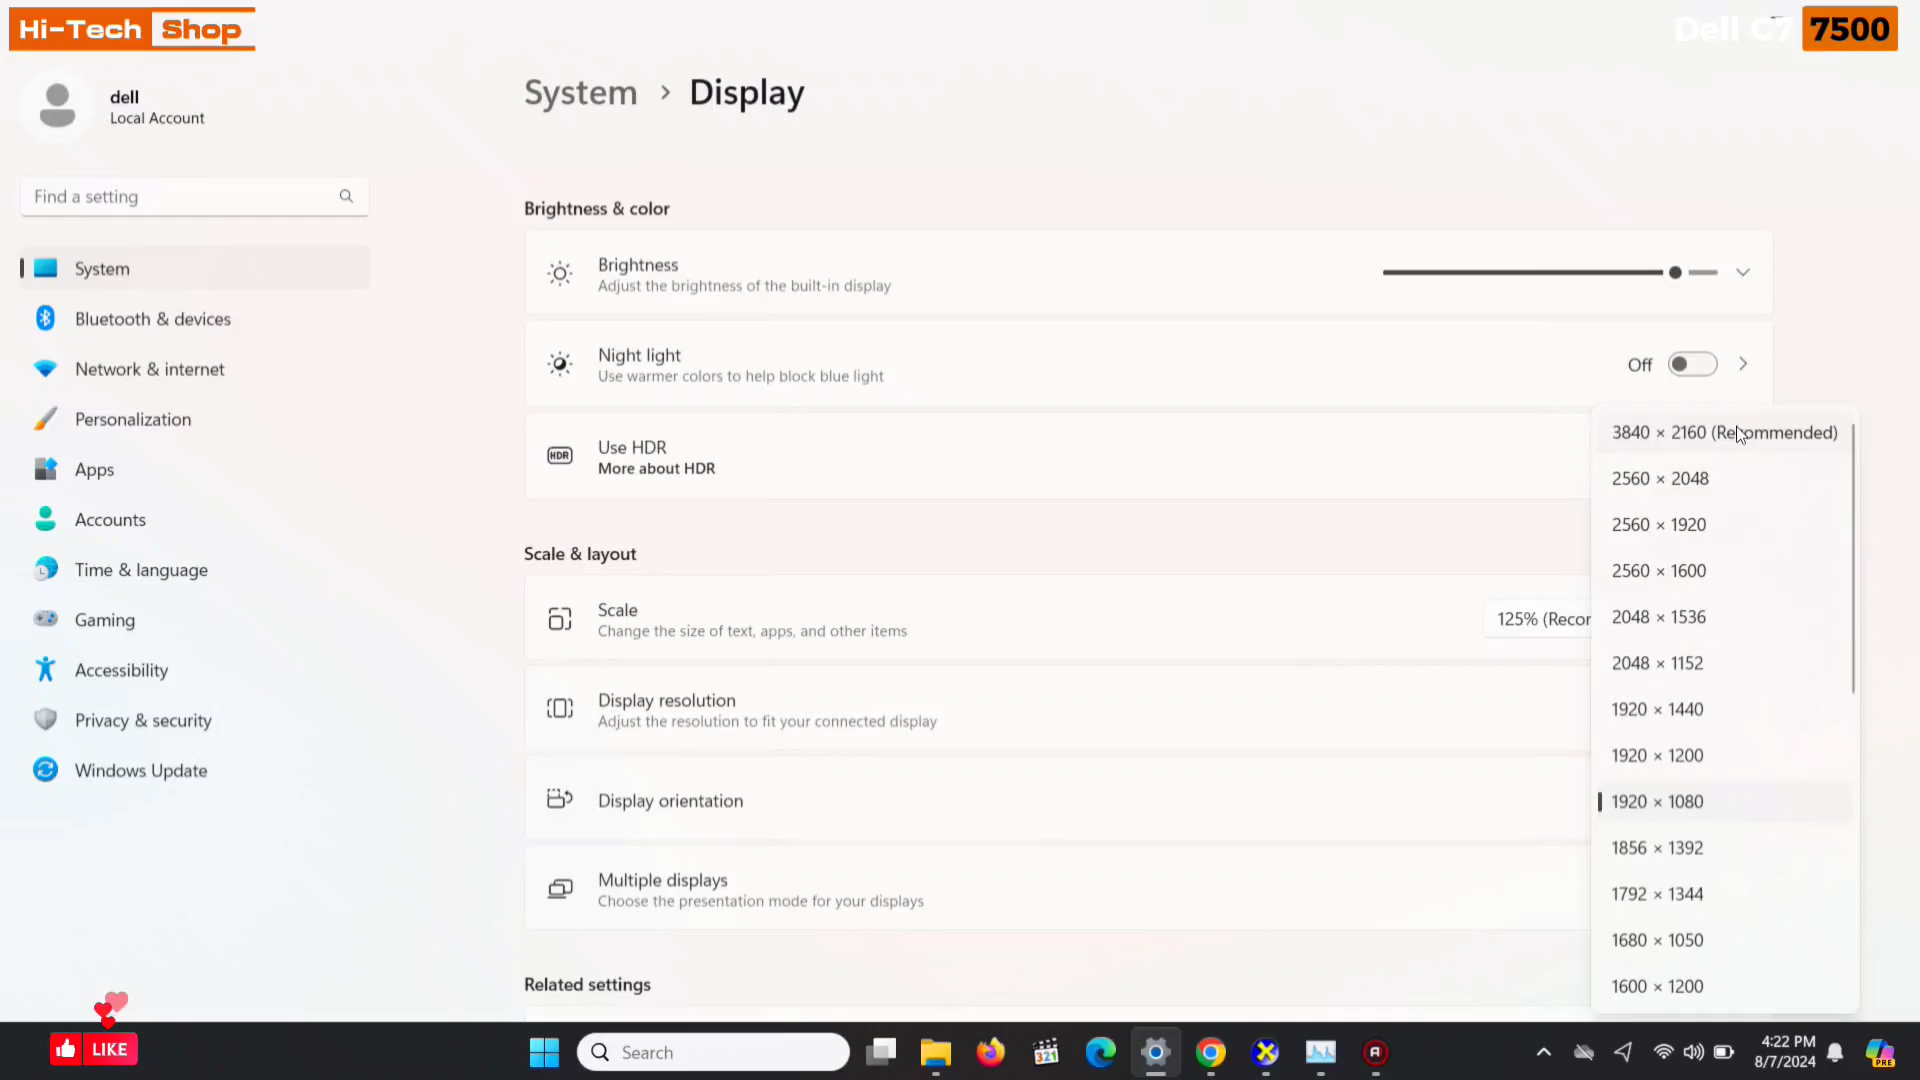 Hi-Tech Shop
Dell G7 7500
dell
Local Account
System > Display
Find a setting
System
Bluetooth & devices
Network & internet
Personalization
Apps
Accounts
Time & language
Gaming
Accessibility
Privacy & security
Windows Update
Brightness & color
Brightness
Adjust the brightness of the built-in display
Night light
Use warmer colors to help block blue light
Off
HDR
Use HDR
More about HDR
Scale & layout
Scale
Change the size of text, apps, and other items
125% (Recor
Display resolution
Adjust the resolution to fit your connected display
Display orientation
Multiple displays
Choose the presentation mode for your displays
Related settings
3840 × 2160 (Recommended)
2560 × 2048
2560 × 1920
2560 × 1600
2048 × 1536
2048 × 1152
1920 × 1440
1920 × 1200
1920 × 1080
1856 × 1392
1792 × 1344
1680 × 1050
1600 × 1200
LIKE
Search
321
4:22 PM
8/7/2024
PRE